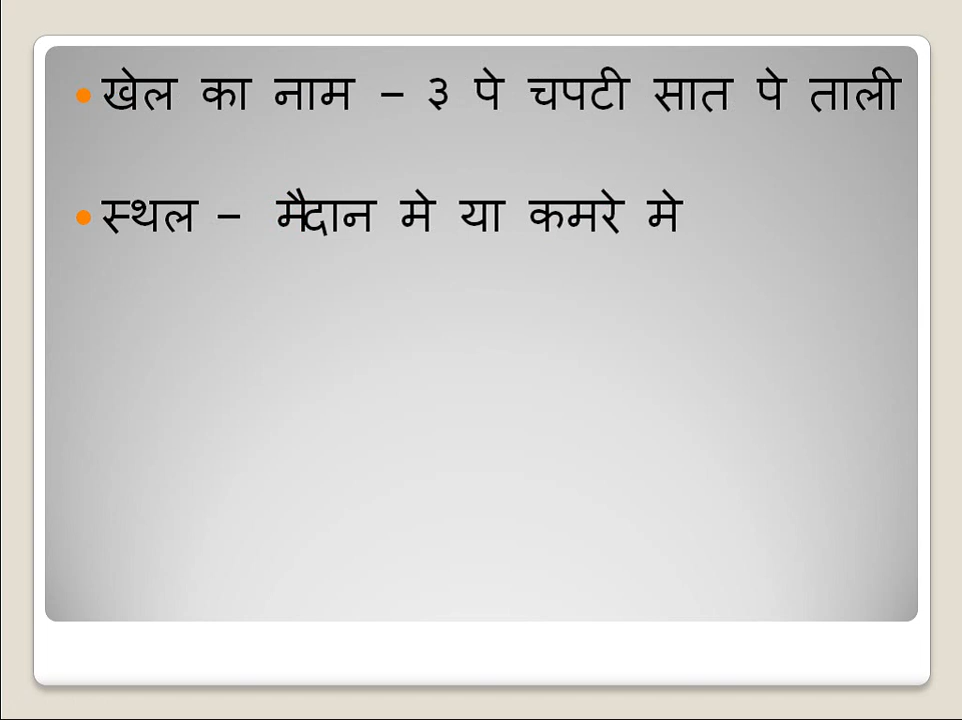 खेल का नाम – ३ पे चपटी सात पे ताली
स्थल – मैदान मे या कमरे मे